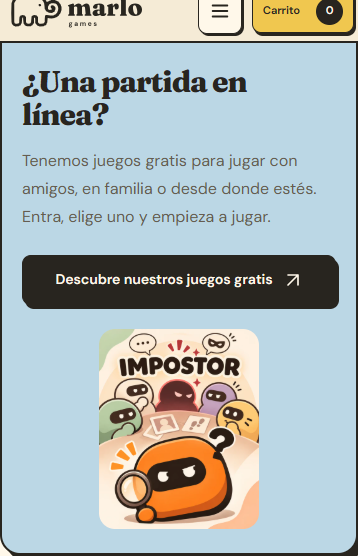 marlo
games
Carrito
0
¿Una partida en
línea?
Tenemos juegos gratis para jugar con
amigos, en familia o desde donde estés.
Entra, elige uno y empieza a jugar.
Descubre nuestros juegos gratis
IMPOSTOR
?